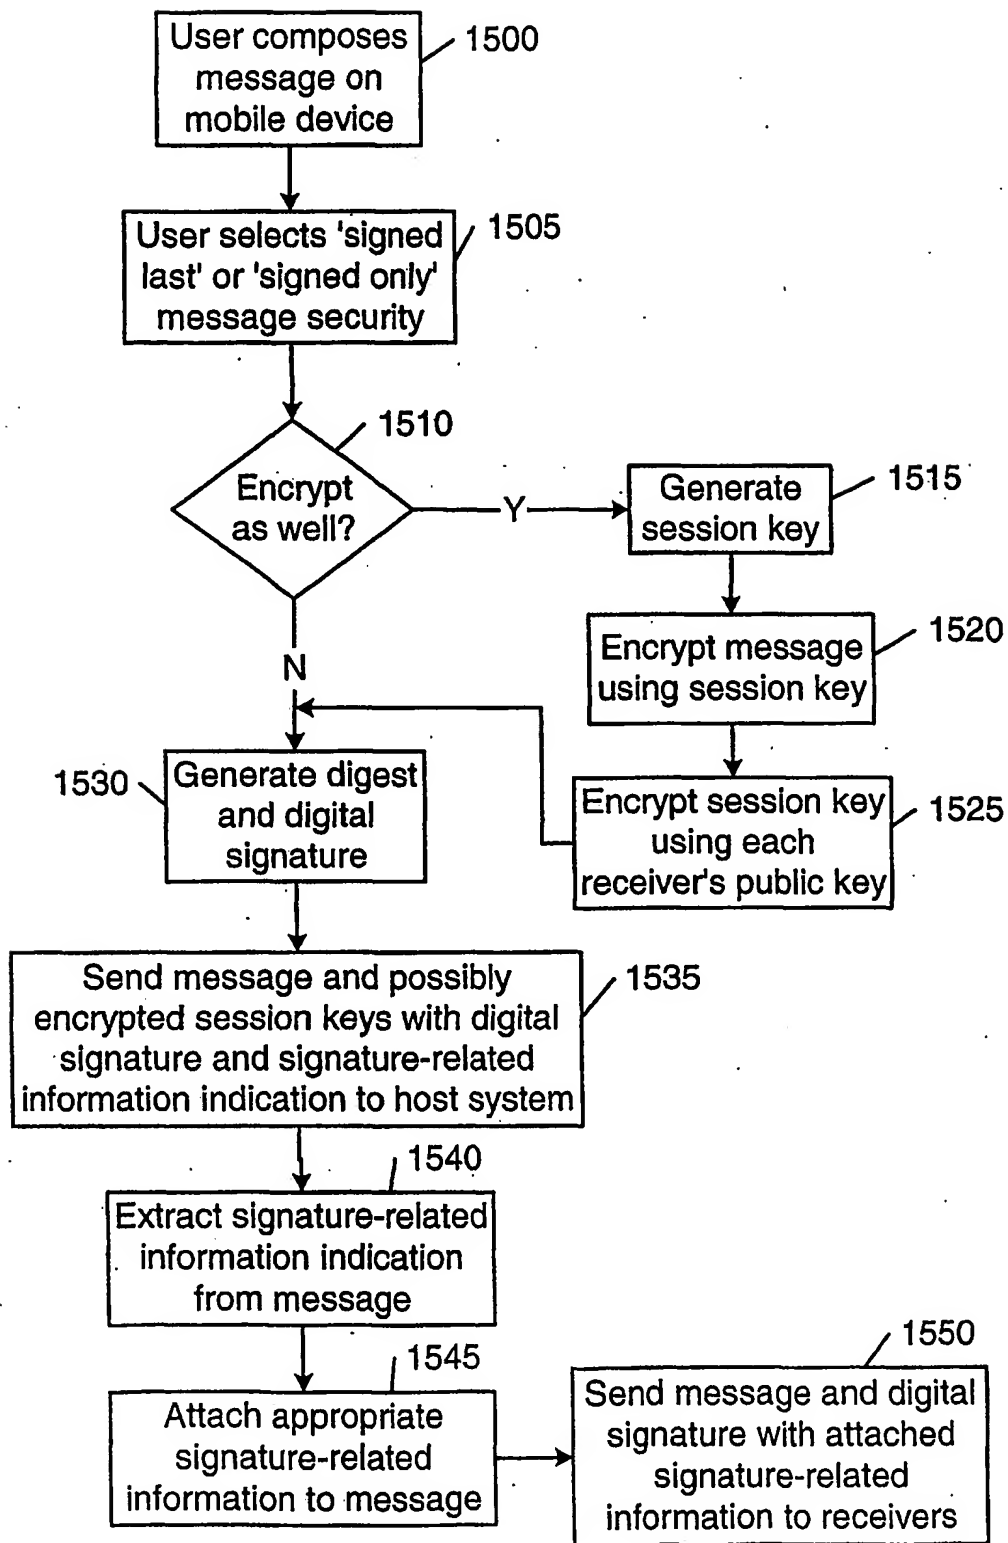 User composes
message on
mobile device
1500
User selects 'signed
last' or 'signed only'
message security
1505
Encrypt
as well?
1510
Y
Generate
session key
1515
Encrypt message
using session key
1520
Encrypt session key
using each
receiver's public key
1525
N
1530
Generate digest
and digital
signature
Send message and possibly
encrypted session keys with digital
signature and signature-related
information indication to host system
1535
1540
Extract signature-related
information indication
from message
1545
Attach appropriate
signature-related
information to message
1550
Send message and digital
signature with attached
signature-related
information to receivers